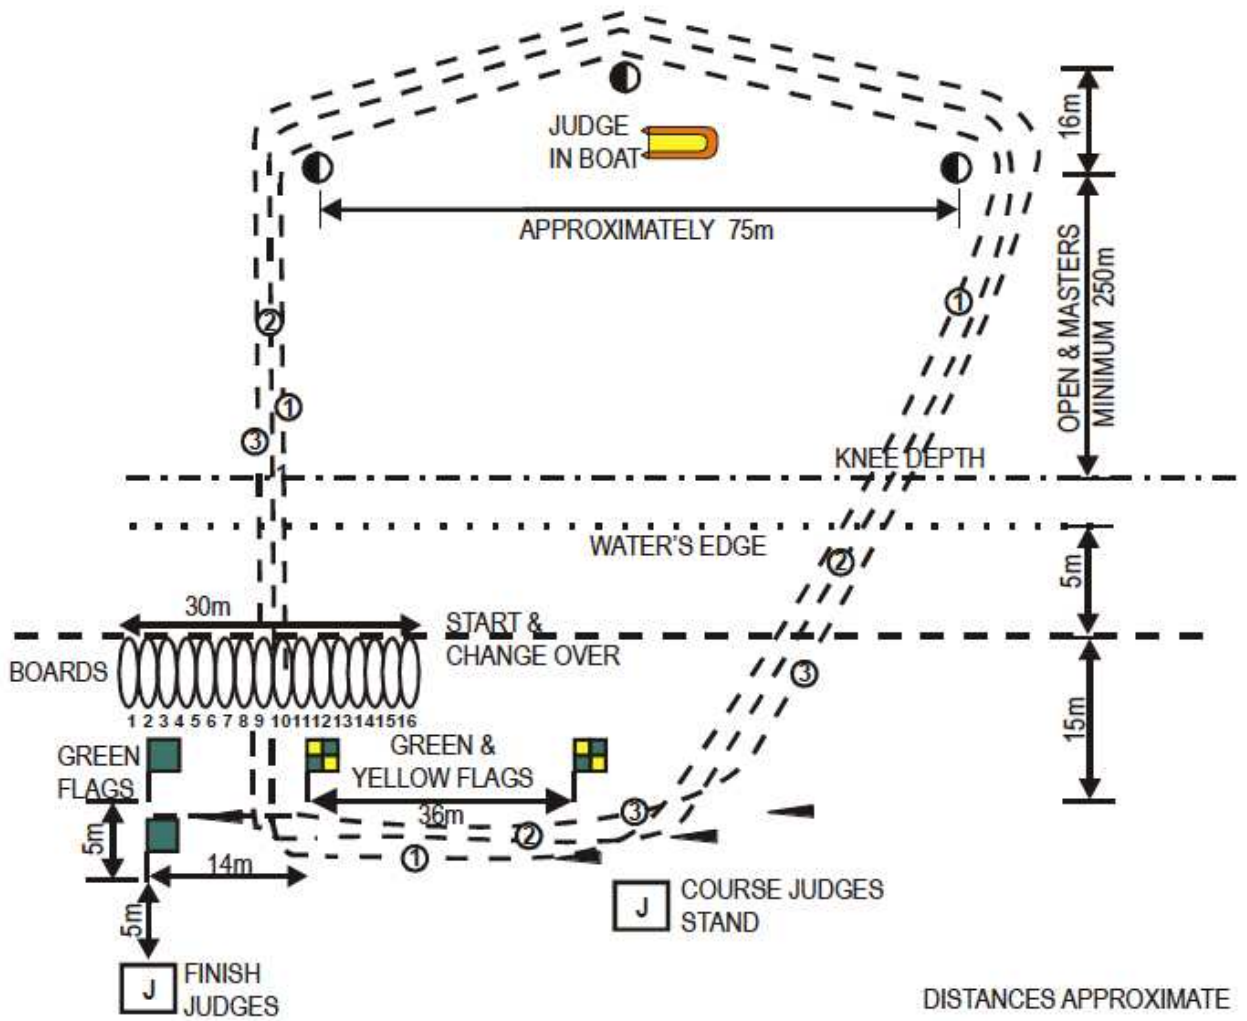 16m
JUDGE
IN BOAT
APPROXIMATELY 75m
OPEN & MASTERS
MINIMUM 250m
1
2
1
3
1
KNEE DEPTH
WATER'S EDGE
2
5m
30m
START &
CHANGE OVER
BOARDS
3
1 2 3 4 5 6 7 8 9 10 11 12 13 14 15 16
15m
GREEN
FLAGS
GREEN &
YELLOW FLAGS
36m
3
2
1
5m
14m
5m
J
COURSE JUDGES
STAND
J
FINISH
JUDGES
DISTANCES APPROXIMATE